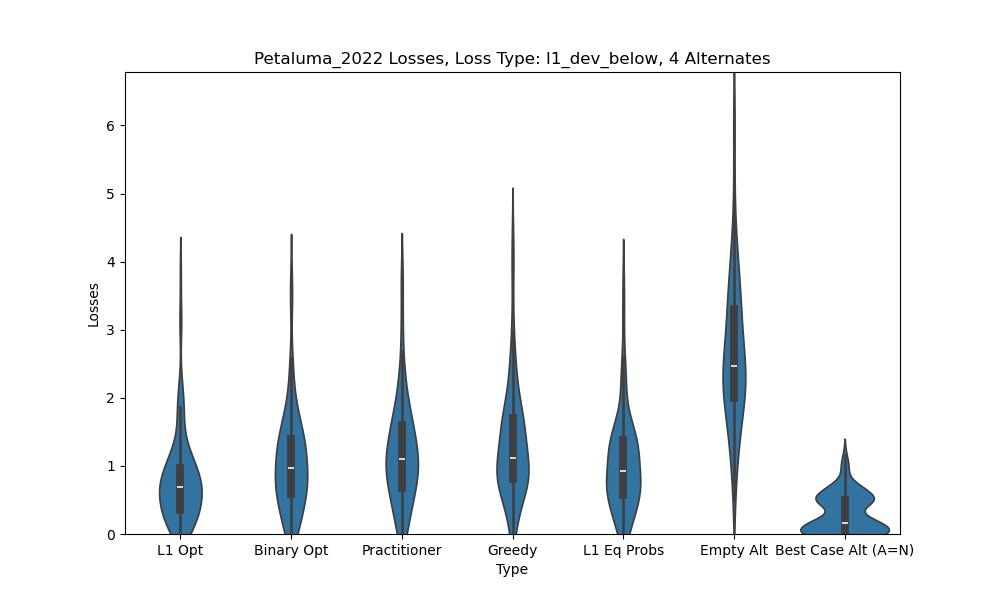 Petaluma_2022 Losses, Loss Type: l1_dev_below, 4 Alternates
6
5
4
3
2
1
0
Losses
L1 Opt Binary Opt Practitioner Greedy L1 Eq Probs Empty Alt Best Case Alt (A=N)
Type